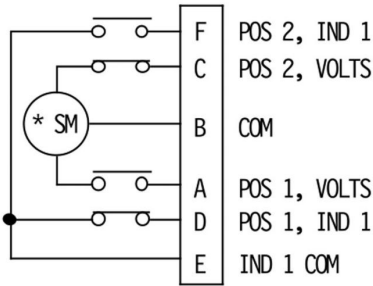 F POS 2, IND 1
C POS 2, VOLTS
* SM B COM
A POS 1, VOLTS
D POS 1, IND 1
E IND 1 COM